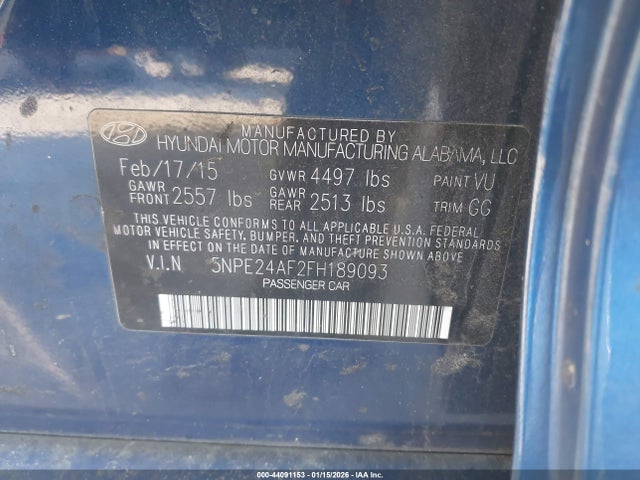 MANUFACTURED BY
HYUNDAI MOTOR MANUFACTURING ALABAMA, LLC
Feb/17/15 GVWR 4497 lbs PAINT VU
GAWR FRONT 2557 lbs GAWR REAR 2513 lbs TRIM GG
THIS VEHICLE CONFORMS TO ALL APPLICABLE U.S.A. FEDERAL
MOTOR VEHICLE SAFETY, BUMPER, AND THEFT PREVENTION STANDARDS
IN EFFECT ON THE DATE OF MANUFACTURE SHOWN ABOVE.
V.I.N 5NPE24AF2FH189093
PASSENGER CAR
000-44091153 - 01/15/2026 - IAA Inc.